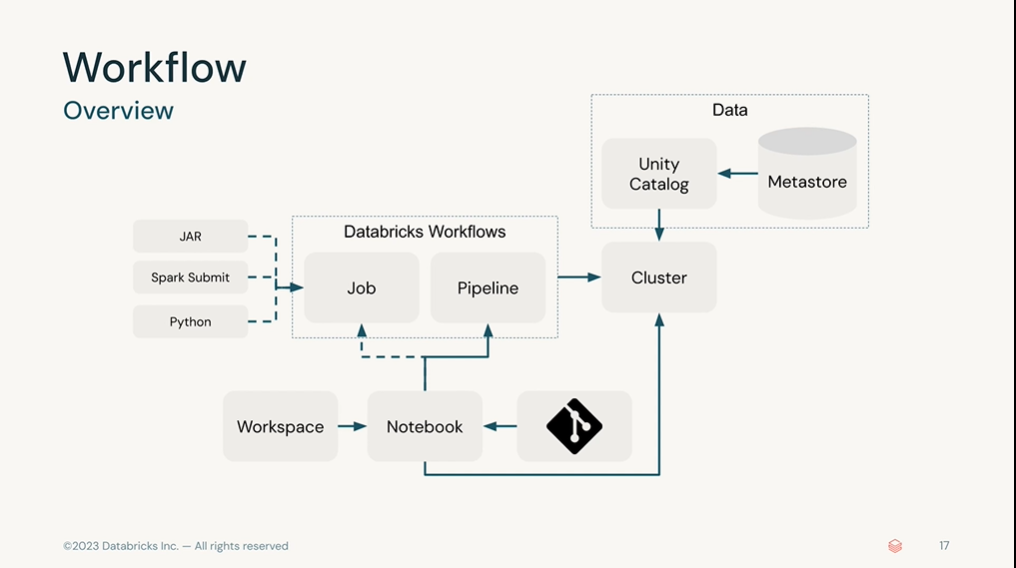 Workflow
Overview
Data
Unity
Catalog
Metastore
JAR
Spark Submit
Python
Databricks Workflows
Job
Pipeline
Cluster
Workspace
Notebook
©2023 Databricks Inc. — All rights reserved
17